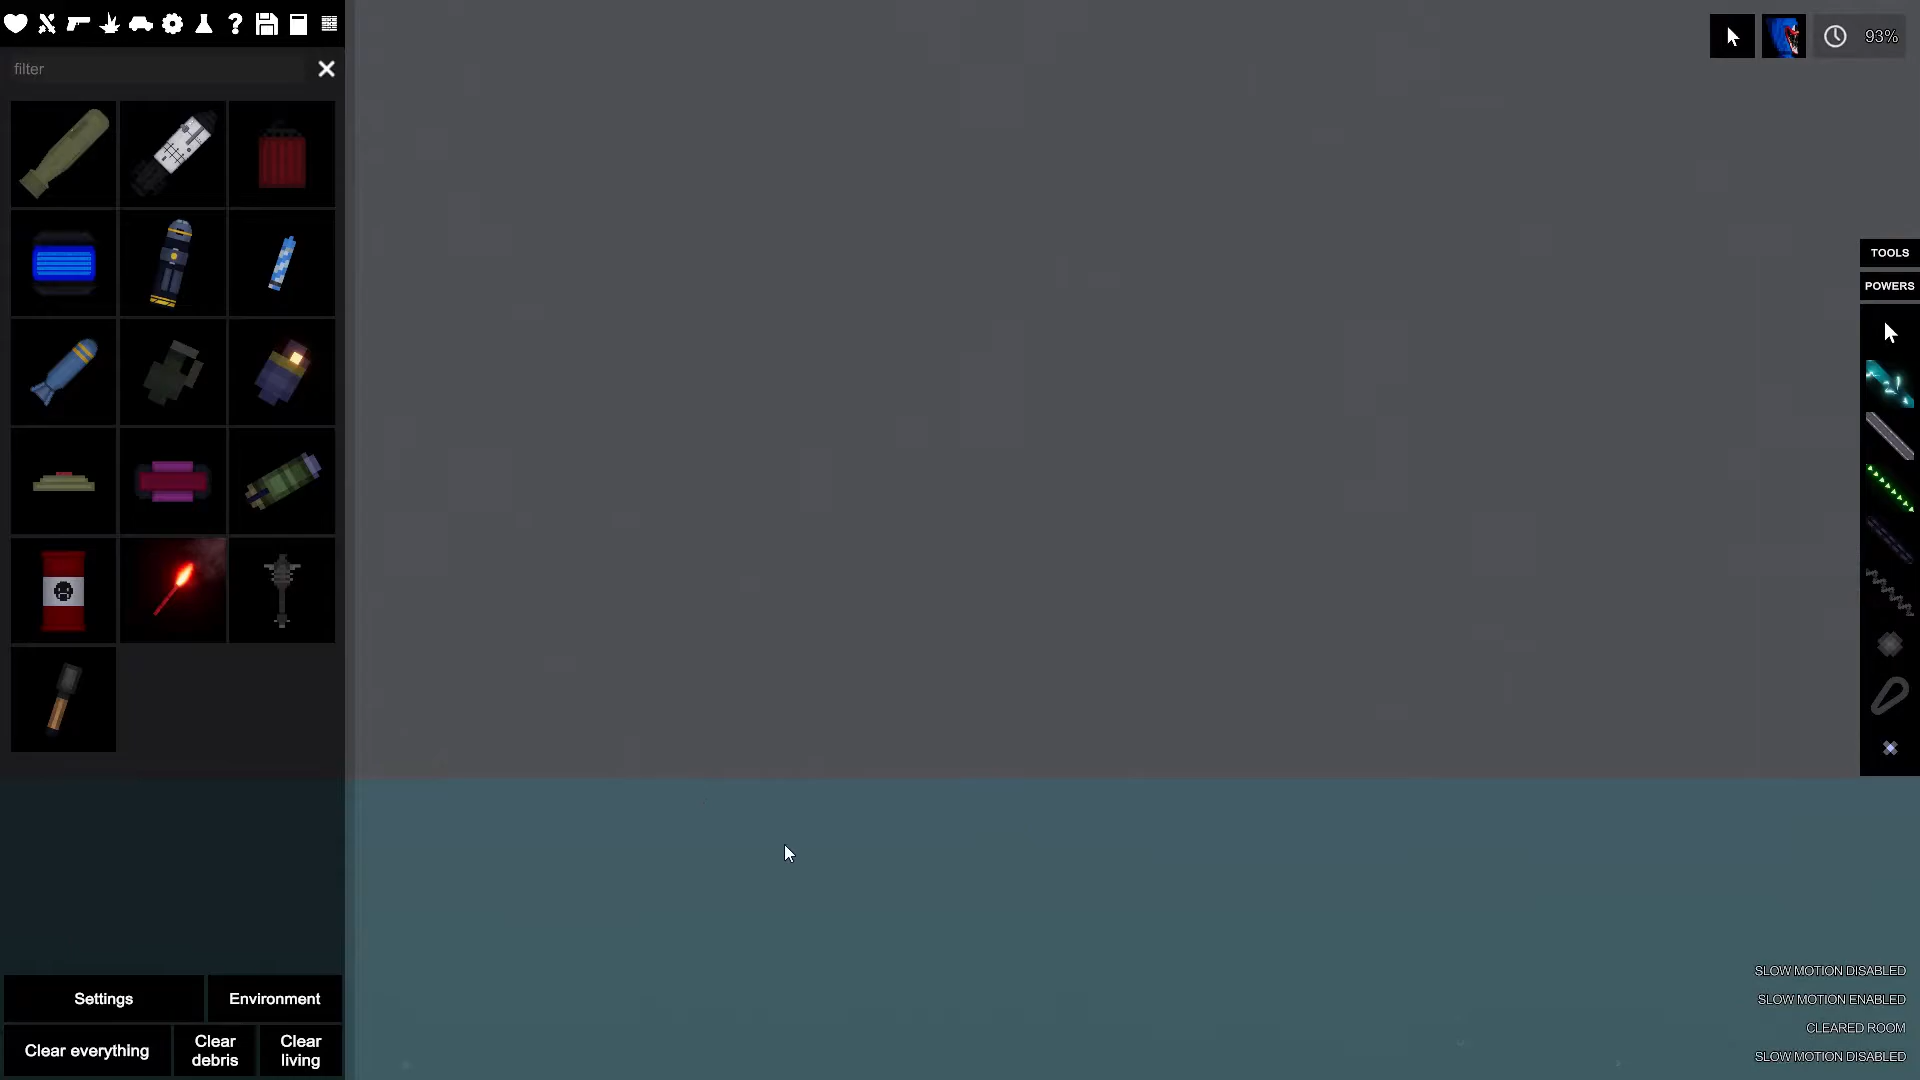 filter
93%
TOOLS
POWERS
Settings
Environment
Clear everything
Clear
debris
Clear
living
SLOW MOTION DISABLED
SLOW MOTION ENABLED
CLEARED ROOM
SLOW MOTION DISABLED